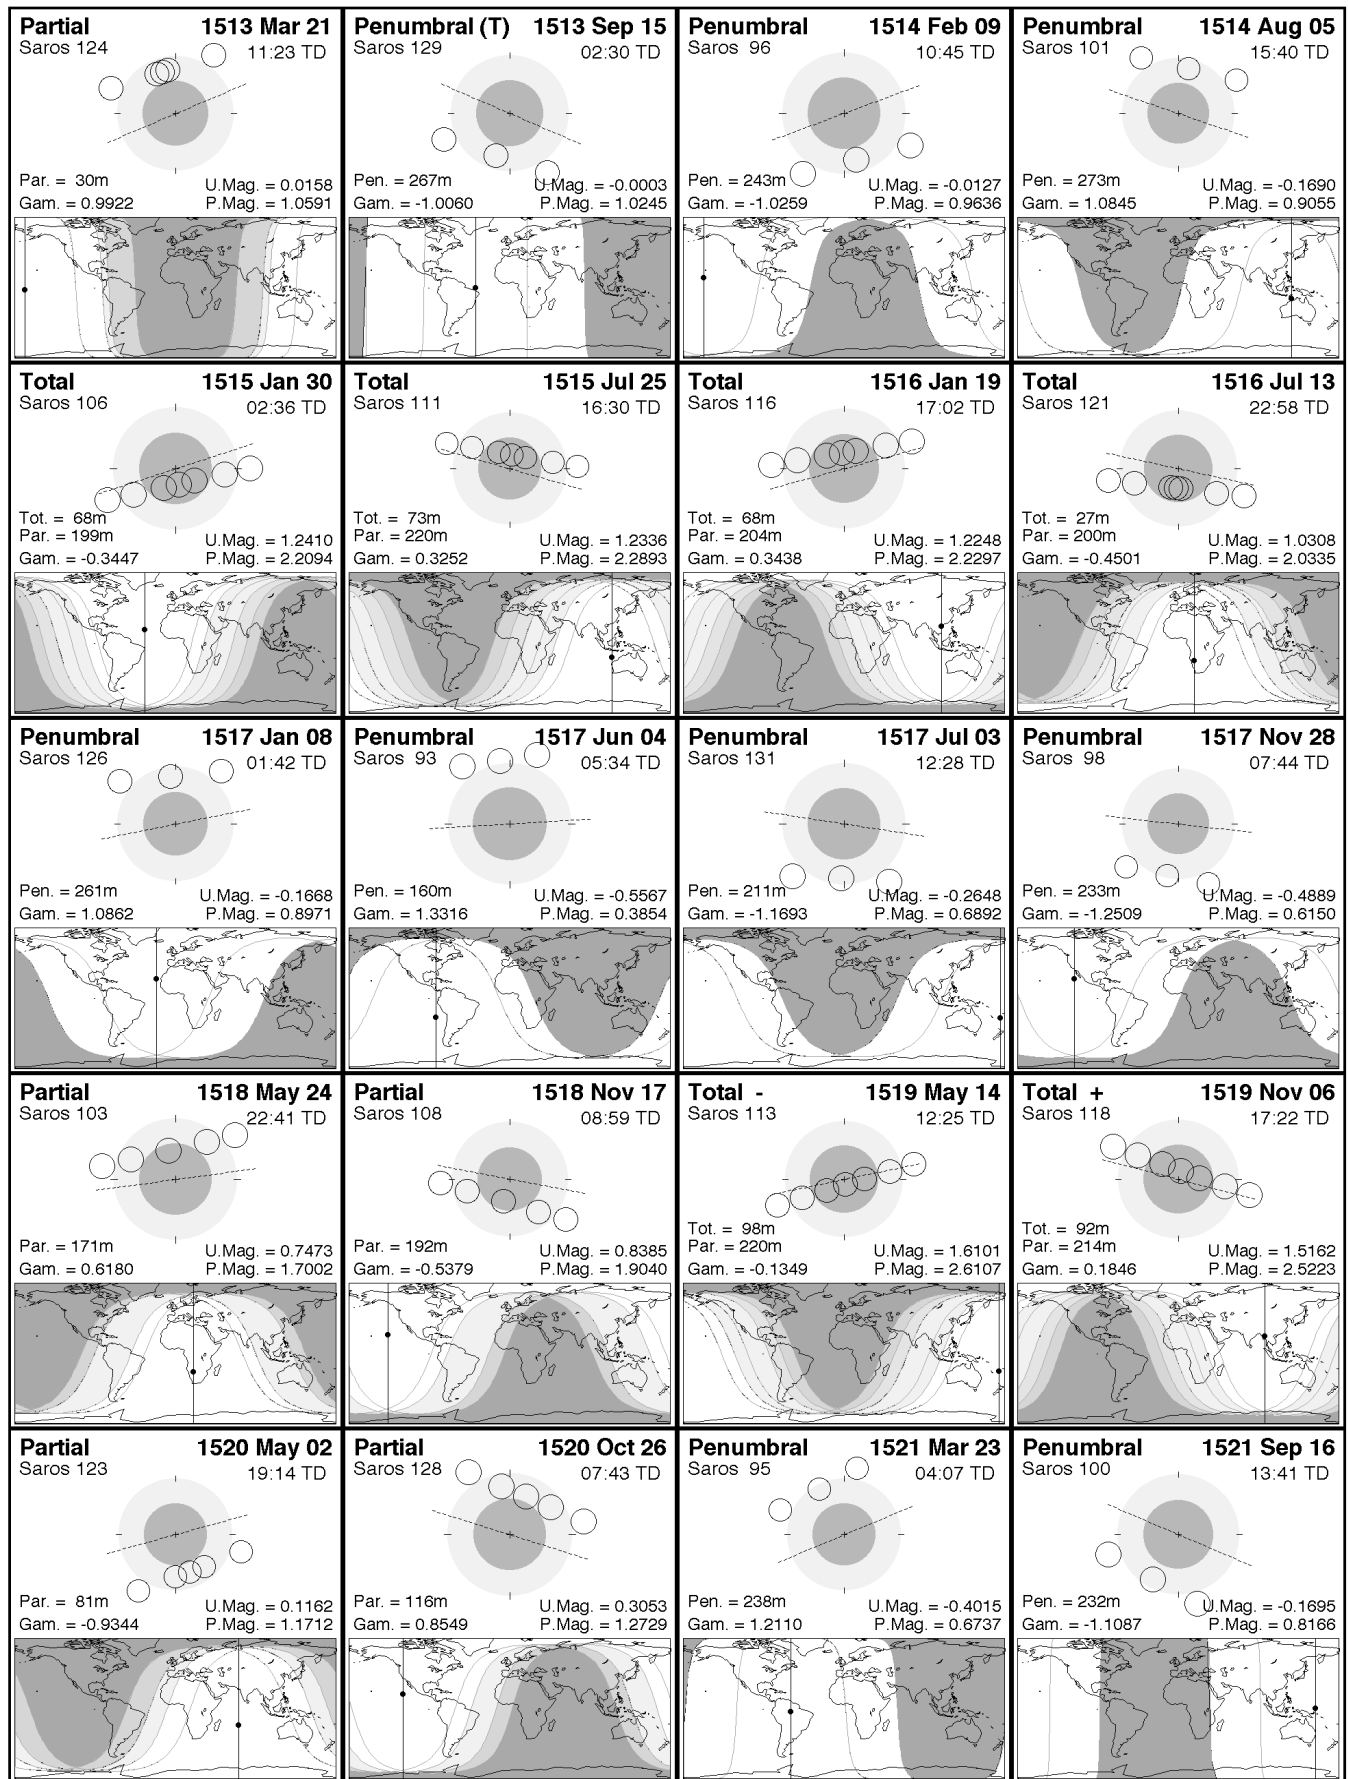 Partial 1513 Mar 21
Saros 124 11:23 TD
Par. = 30m U.Mag. = 0.0158
Gam. = 0.9922 P.Mag. = 1.0591
Penumbral (T) 1513 Sep 15
Saros 129 02:30 TD
Pen. = 267m U.Mag. = -0.0003
Gam. = -1.0060 P.Mag. = 1.0245
Penumbral 1514 Feb 09
Saros 96 10:45 TD
Pen. = 243m U.Mag. = -0.0127
Gam. = -1.0259 P.Mag. = 0.9636
Penumbral 1514 Aug 05
Saros 101 15:40 TD
Pen. = 273m U.Mag. = -0.1690
Gam. = 1.0845 P.Mag. = 0.9055
Total 1515 Jan 30
Saros 106 02:36 TD
Tot. = 68m
Par. = 199m U.Mag. = 1.2410
Gam. = -0.3447 P.Mag. = 2.2094
Total 1515 Jul 25
Saros 111 16:30 TD
Tot. = 73m
Par. = 220m U.Mag. = 1.2336
Gam. = 0.3252 P.Mag. = 2.2893
Total 1516 Jan 19
Saros 116 17:02 TD
Tot. = 68m
Par. = 204m U.Mag. = 1.2248
Gam. = 0.3438 P.Mag. = 2.2297
Total 1516 Jul 13
Saros 121 22:58 TD
Tot. = 27m
Par. = 200m U.Mag. = 1.0308
Gam. = -0.4501 P.Mag. = 2.0335
Penumbral 1517 Jan 08
Saros 126 01:42 TD
Pen. = 261m U.Mag. = -0.1668
Gam. = 1.0862 P.Mag. = 0.8971
Penumbral 1517 Jun 04
Saros 93 05:34 TD
Pen. = 160m U.Mag. = -0.5567
Gam. = 1.3316 P.Mag. = 0.3854
Penumbral 1517 Jul 03
Saros 131 12:28 TD
Pen. = 211m U.Mag. = -0.2648
Gam. = -1.1693 P.Mag. = 0.6892
Penumbral 1517 Nov 28
Saros 98 07:44 TD
Pen. = 233m U.Mag. = -0.4889
Gam. = -1.2509 P.Mag. = 0.6150
Partial 1518 May 24
Saros 103 22:41 TD
Par. = 171m U.Mag. = 0.7473
Gam. = 0.6180 P.Mag. = 1.7002
Partial 1518 Nov 17
Saros 108 08:59 TD
Par. = 192m U.Mag. = 0.8385
Gam. = -0.5379 P.Mag. = 1.9040
Total - 1519 May 14
Saros 113 12:25 TD
Tot. = 98m
Par. = 220m U.Mag. = 1.6101
Gam. = -0.1349 P.Mag. = 2.6107
Total + 1519 Nov 06
Saros 118 17:22 TD
Tot. = 92m
Par. = 214m U.Mag. = 1.5162
Gam. = 0.1846 P.Mag. = 2.5223
Partial 1520 May 02
Saros 123 19:14 TD
Par. = 81m U.Mag. = 0.1162
Gam. = -0.9344 P.Mag. = 1.1712
Partial 1520 Oct 26
Saros 128 07:43 TD
Par. = 116m U.Mag. = 0.3053
Gam. = 0.8549 P.Mag. = 1.2729
Penumbral 1521 Mar 23
Saros 95 04:07 TD
Pen. = 238m U.Mag. = -0.4015
Gam. = 1.2110 P.Mag. = 0.6737
Penumbral 1521 Sep 16
Saros 100 13:41 TD
Pen. = 232m U.Mag. = -0.1695
Gam. = -1.1087 P.Mag. = 0.8166